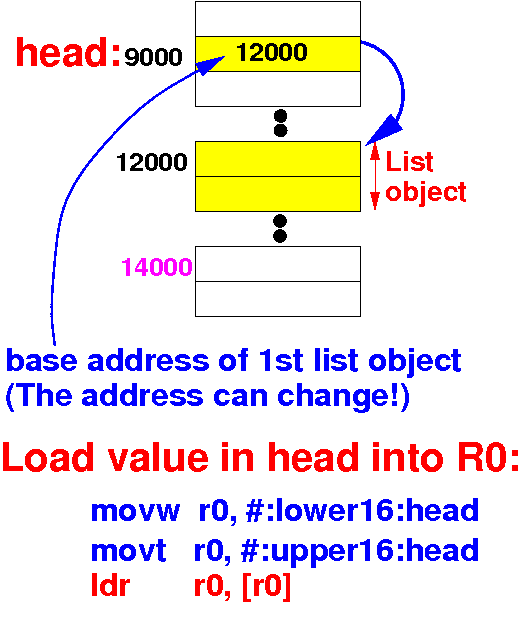 head: 9000 12000
12000 List
object
14000
base address of 1st list object
(The address can change!)
Load value in head into R0:
movw r0, #:lower16:head
movt r0, #:upper16:head
ldr r0, [r0]